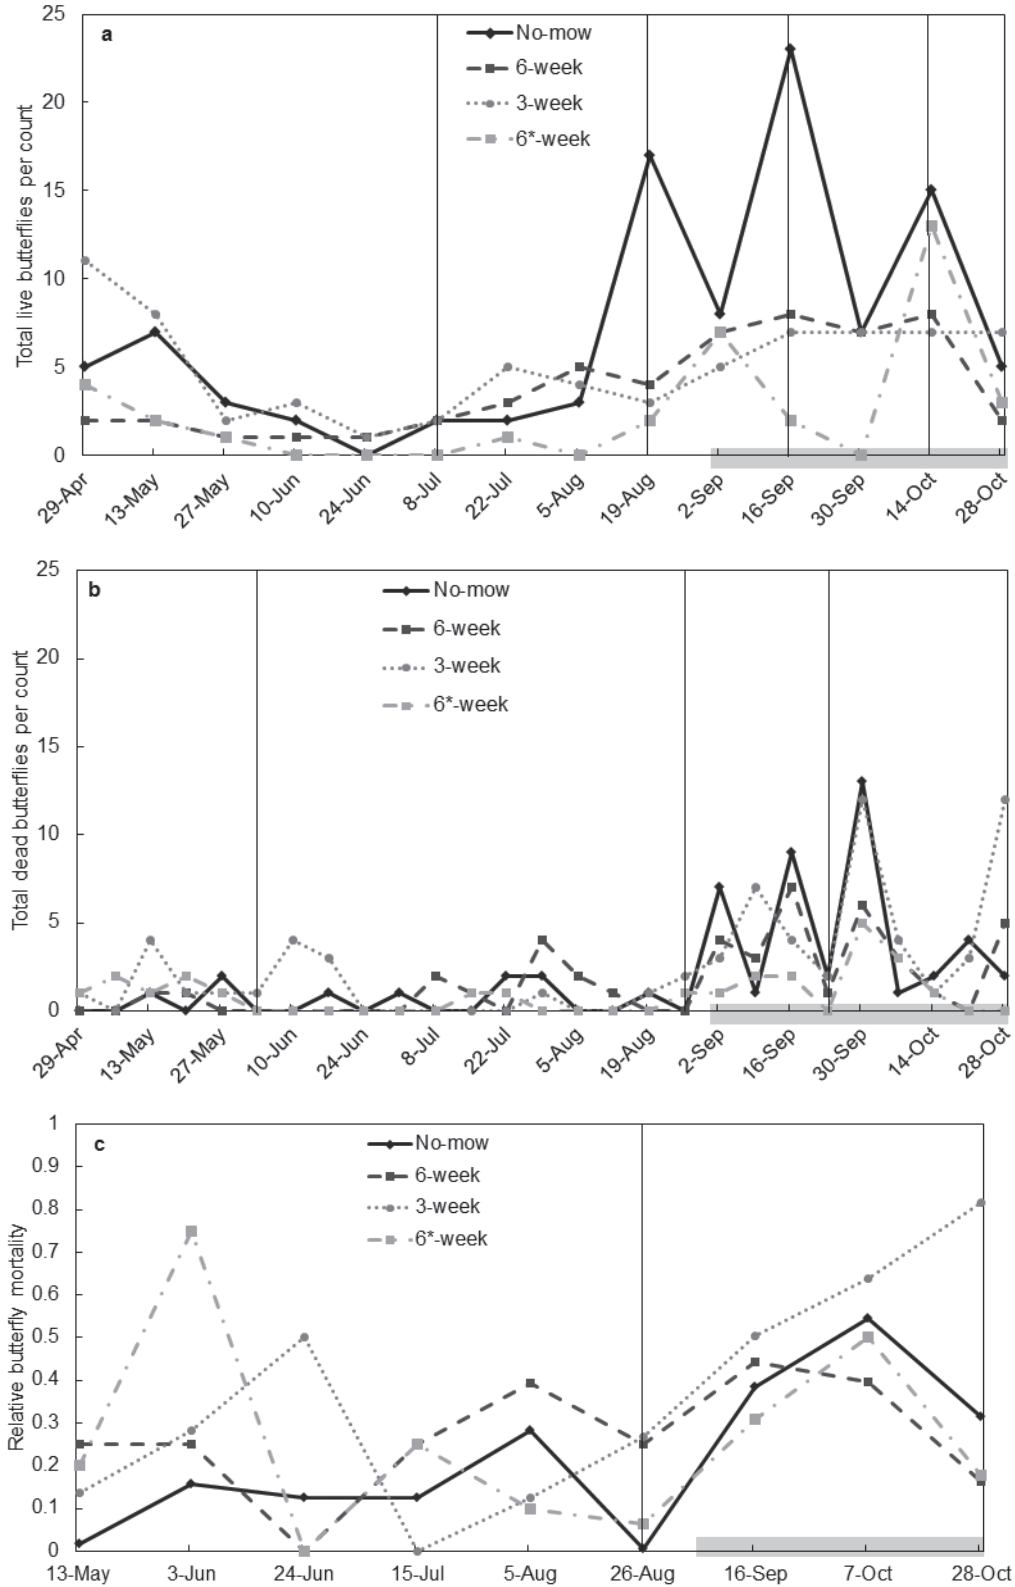 a
No-mow
6-week
3-week
6*-week
Total live butterflies per count
25
20
15
10
5
0
29-Apr 13-May 27-May 10-Jun 24-Jun 8-Jul 22-Jul 5-Aug 19-Aug 2-Sep 16-Sep 30-Sep 14-Oct 28-Oct
b
No-mow
6-week
3-week
6*-week
Total dead butterflies per count
25
20
15
10
5
0
29-Apr 13-May 27-May 10-Jun 24-Jun 8-Jul 22-Jul 5-Aug 19-Aug 2-Sep 16-Sep 30-Sep 14-Oct 28-Oct
c
No-mow
6-week
3-week
6*-week
Relative butterfly mortality
1
0.9
0.8
0.7
0.6
0.5
0.4
0.3
0.2
0.1
0
13-May 3-Jun 24-Jun 15-Jul 5-Aug 26-Aug 16-Sep 7-Oct 28-Oct